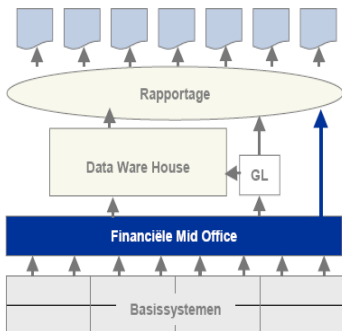 Rapportage
Data Ware House
GL
Financiële Mid Office
Basissystemen